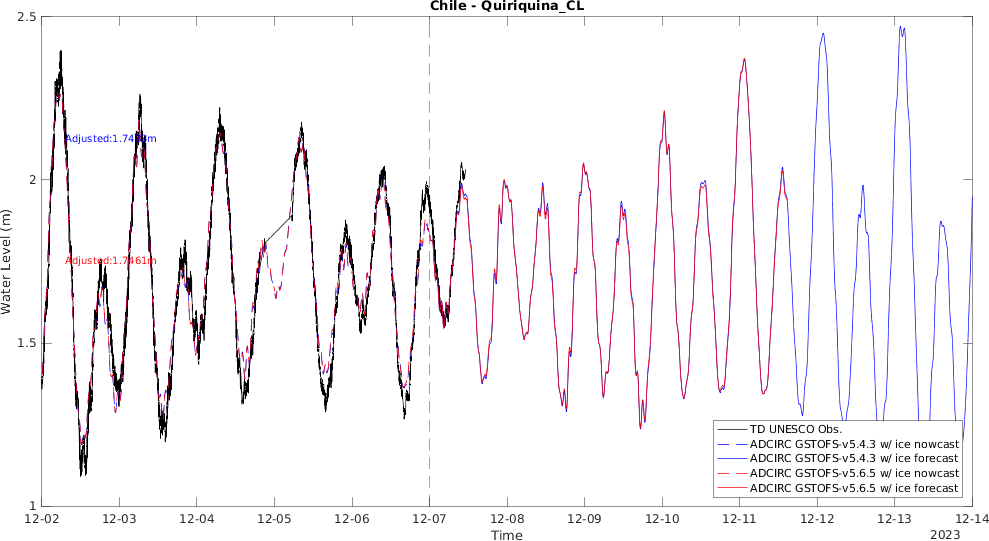 Chile - Quiriquina_CL
2.5
2
1.5
1
Water Level (m)
Adjusted:1.7461m
12-02
12-03
12-04
12-05
12-06
12-07
12-08
12-09
12-10
12-11
12-12
12-13
12-14
Time
2023
TD UNESCO Obs.
ADCIRC GSTOFS-v5.4.3 w/ ice nowcast
ADCIRC GSTOFS-v5.4.3 w/ ice forecast
ADCIRC GSTOFS-v5.6.5 w/ ice nowcast
ADCIRC GSTOFS-v5.6.5 w/ ice forecast